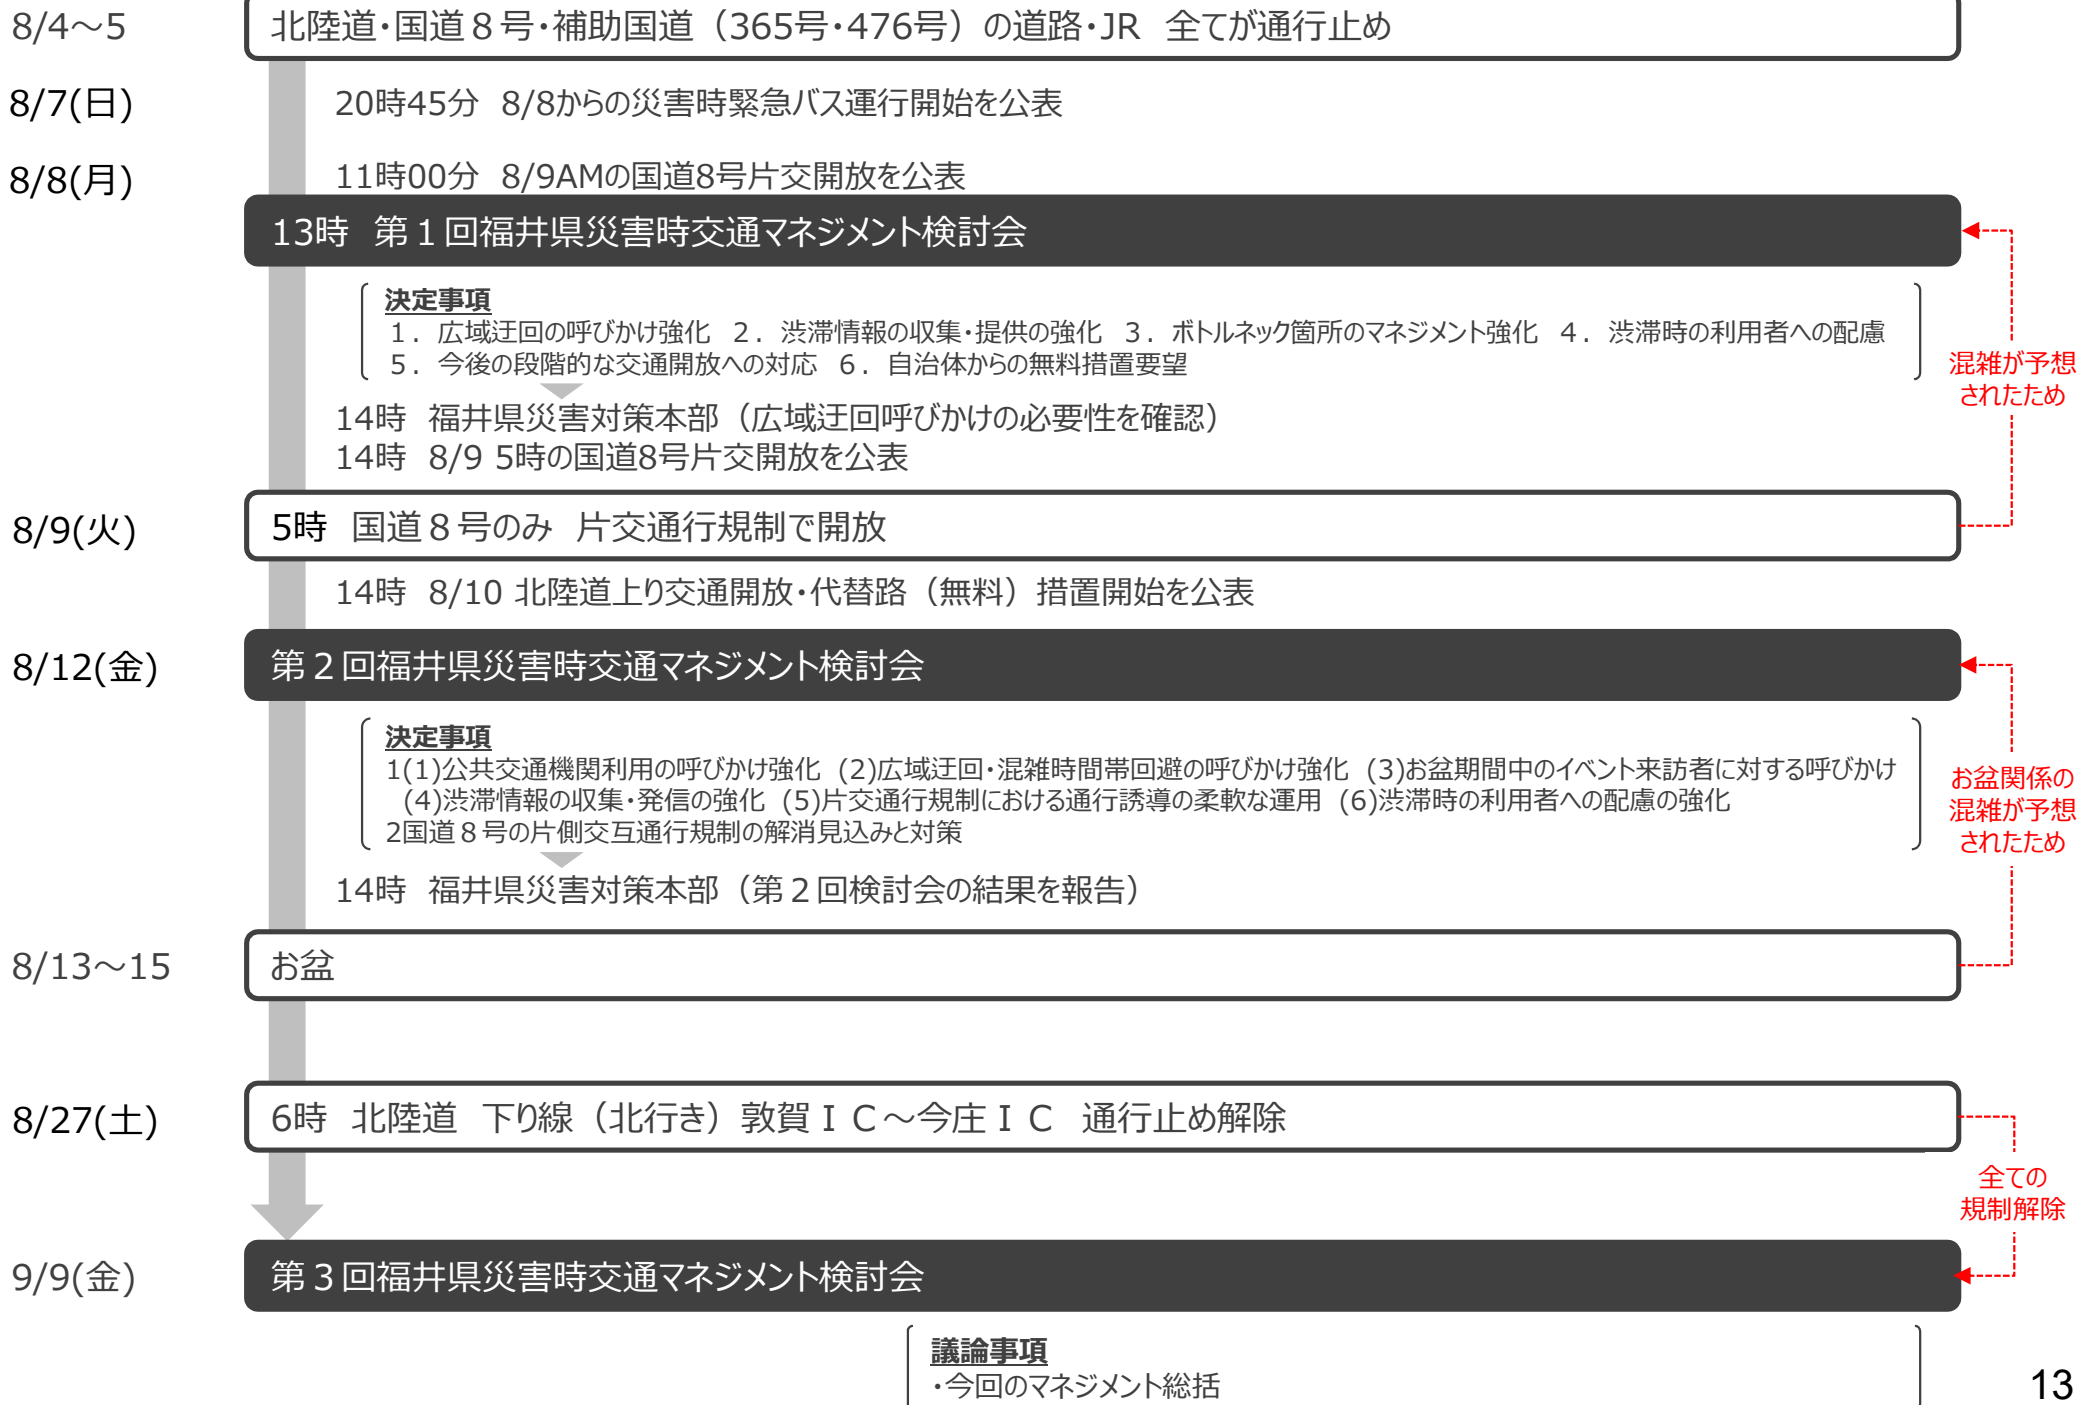 8/4～5 北陸道・国道８号・補助国道（365号・476号）の道路・JR 全てが通行止め
8/7(日) 20時45分 8/8からの災害時緊急バス運行開始を公表
8/8(月) 11時00分 8/9AMの国道8号片交開放を公表
13時 第１回福井県災害時交通マネジメント検討会
決定事項
１．広域迂回の呼びかけ強化 ２．渋滞情報の収集・提供の強化 ３．ボトルネック箇所のマネジメント強化 ４．渋滞時の利用者への配慮
５．今後の段階的な交通開放への対応 ６．自治体からの無料措置要望
混雑が予想
されたため
14時 福井県災害対策本部（広域迂回呼びかけの必要性を確認）
14時 8/9 5時の国道8号片交開放を公表
8/9(火) 5時 国道８号のみ 片交通行規制で開放
14時 8/10 北陸道上り交通開放・代替路（無料）措置開始を公表
8/12(金) 第２回福井県災害時交通マネジメント検討会
決定事項
1(1)公共交通機関利用の呼びかけ強化 (2)広域迂回・混雑時間帯回避の呼びかけ強化 (3)お盆期間中のイベント来訪者に対する呼びかけ
(4)渋滞情報の収集・発信の強化 (5)片交通行規制における通行誘導の柔軟な運用 (6)渋滞時の利用者への配慮の強化
2国道８号の片側交互通行規制の解消見込みと対策
お盆関係の
混雑が予想
されたため
14時 福井県災害対策本部（第２回検討会の結果を報告）
8/13～15 お盆
8/27(土) 6時 北陸道 下り線（北行き）敦賀ＩＣ～今庄ＩＣ 通行止め解除
全ての
規制解除
9/9(金) 第３回福井県災害時交通マネジメント検討会
議論事項
・今回のマネジメント総括
13